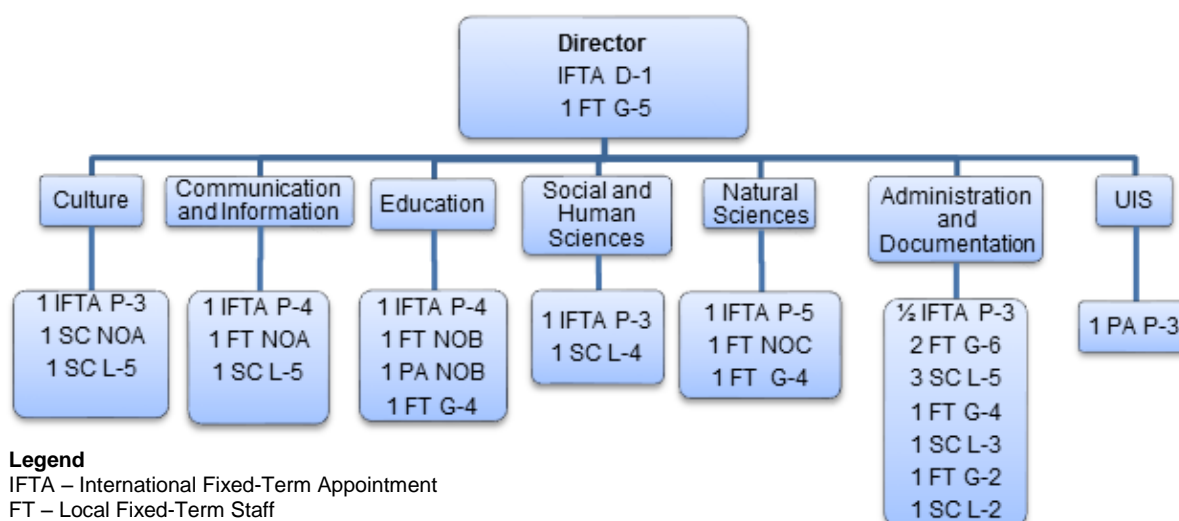 Director
IFTA D-1
1 FT G-5
Culture
Communication
and Information
Education
Social and
Human
Sciences
Natural
Sciences
Administration
and
Documentation
UIS
1 IFTA P-3
1 SC NOA
1 SC L-5
1 IFTA P-4
1 FT NOA
1 SC L-5
1 IFTA P-4
1 FT NOB
1 PA NOB
1 FT G-4
1 IFTA P-3
1 SC L-4
1 IFTA P-5
1 FT NOC
1 FT G-4
½ IFTA P-3
2 FT G-6
3 SC L-5
1 FT G-4
1 SC L-3
1 FT G-2
1 SC L-2
1 PA P-3
Legend
IFTA – International Fixed-Term Appointment
FT – Local Fixed-Term Staff